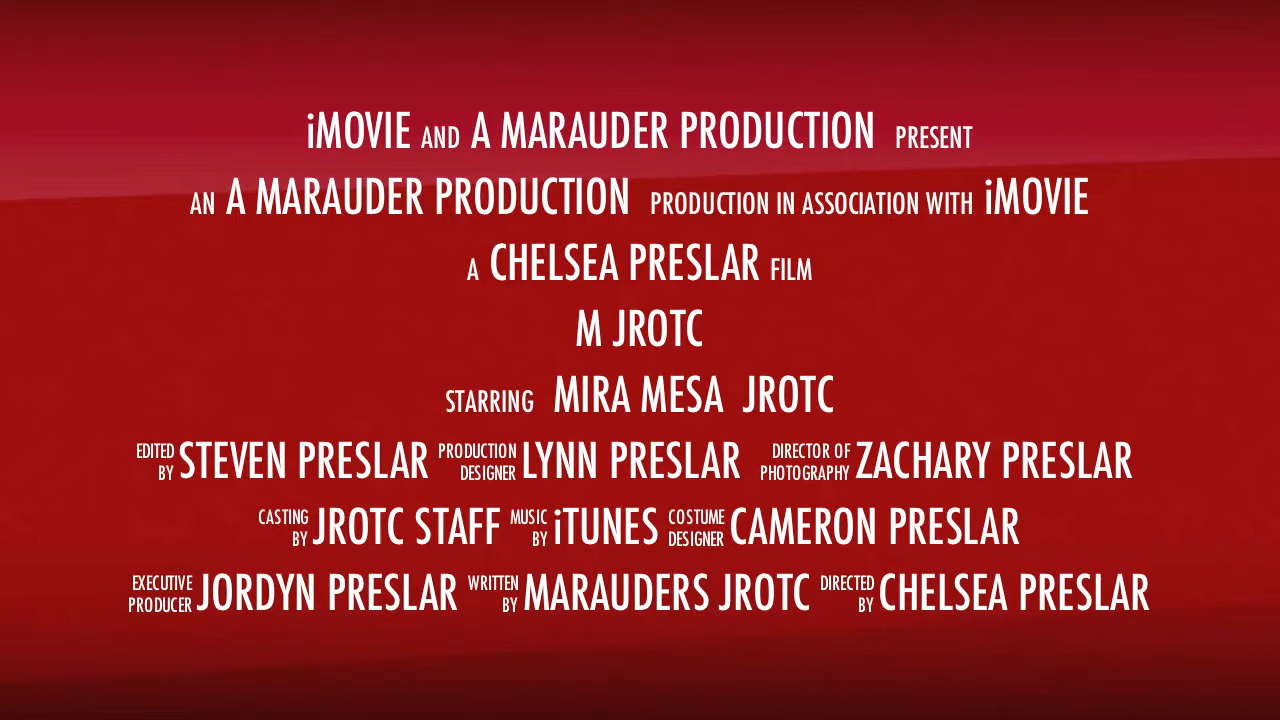 iMOVIE AND A MARAUDER PRODUCTION PRESENT
AN A MARAUDER PRODUCTION PRODUCTION IN ASSOCIATION WITH iMOVIE
A CHELSEA PRESLAR FILM
M JROTC
STARRING MIRA MESA JROTC
EDITED BY STEVEN PRESLAR PRODUCTION DESIGNER LYNN PRESLAR DIRECTOR OF PHOTOGRAPHY ZACHARY PRESLAR
CASTING BY JROTC STAFF MUSIC BY iTUNES COSTUME DESIGNER CAMERON PRESLAR
EXECUTIVE PRODUCER JORDYN PRESLAR WRITTEN BY MARAUDERS JROTC DIRECTED BY CHELSEA PRESLAR